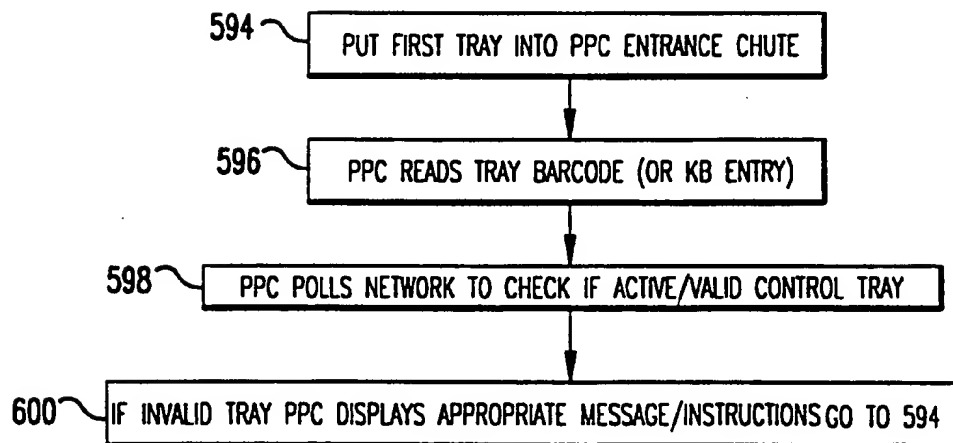 594
PUT FIRST TRAY INTO PPC ENTRANCE CHUTE
596
PPC READS TRAY BARCODE (OR KB ENTRY)
598
PPC POLLS NETWORK TO CHECK IF ACTIVE/VALID CONTROL TRAY
600
IF INVALID TRAY PPC DISPLAYS APPROPRIATE MESSAGE/INSTRUCTIONS GO TO 594